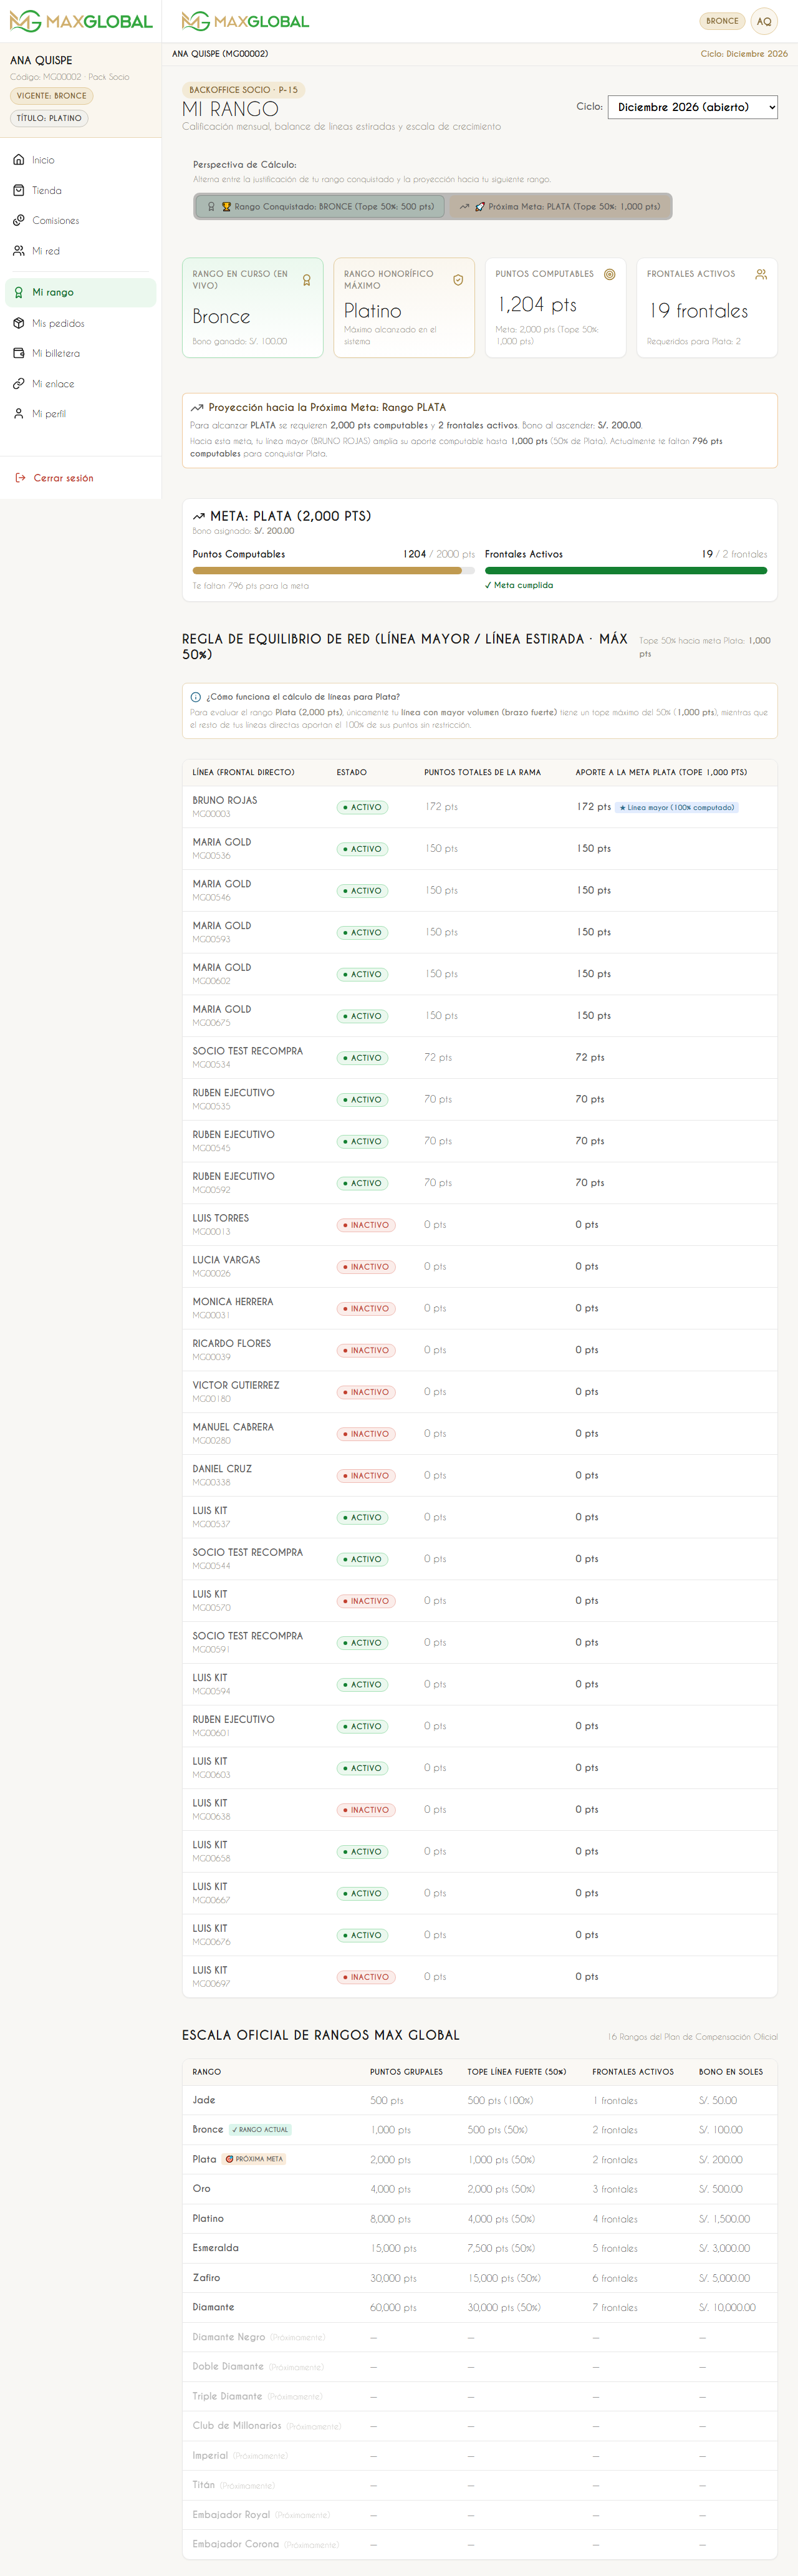 MG MAXGLOBAL
MG MAXGLOBAL
BRONCE
AQ
ANA QUISPE
Código: MG00002 · Pack Socio
VIGENTE: BRONCE
TÍTULO: PLATINO
Inicio
Tienda
Comisiones
Mi red
Mi rango
Mis pedidos
Mi billetera
Mi enlace
Mi perfil
Cerrar sesión
ANA QUISPE (MG00002)
Ciclo: Diciembre 2026
BACKOFFICE SOCIO · P-15
MI RANGO
Calificación mensual, balance de lineas estiradas y escala de crecimiento
Ciclo:
Diciembre 2026 (abierto)
Perspectiva de Cálculo:
Alterna entre la justificación de tu rango conquistado y la proyección hacia tu siguiente rango.
🏆 Rango Conquistado: BRONCE (Tope 50%: 500 pts)
🚀 Próxima Meta: PLATA (Tope 50%: 1,000 pts)
RANGO EN CURSO (EN VIVO)
Bronce
Bono ganado: S/. 100.00
RANGO HONORÍFICO MÁXIMO
Platino
Máximo alcanzado en el sistema
PUNTOS COMPUTABLES
1,204 pts
Meta: 2,000 pts (Tope 50%: 1,000 pts)
FRONTALES ACTIVOS
19 frontales
Requeridos para Plata: 2
Proyección hacia la Próxima Meta: Rango PLATA
Para alcanzar PLATA se requieren 2,000 pts computables y 2 frontales activos. Bono al ascender: S/. 200.00.
Hacia esta meta, tu línea mayor (BRUNO ROJAS) amplía su aporte computable hasta 1,000 pts (50% de Plata). Actualmente te faltan 796 pts
computables para conquistar Plata.
META: PLATA (2,000 PTS)
Bono asignado: S/. 200.00
Puntos Computables
1204 / 2000 pts
Te faltan 796 pts para la meta
Frontales Activos
19 / 2 frontales
✓ Meta cumplida
REGLA DE EQUILIBRIO DE RED (LÍNEA MAYOR / LÍNEA ESTIRADA · MÁX 50%)
Tope 50% hacia meta Plata: 1,000 pts
¿Cómo funciona el cálculo de líneas para Plata?
Para evaluar el rango Plata (2,000 pts), únicamente tu línea con mayor volumen (brazo fuerte) tiene un tope máximo del 50% (1,000 pts), mientras que
el resto de tus líneas directas aportan el 100% de sus puntos sin restricción.
LÍNEA (FRONTAL DIRECTO) ESTADO PUNTOS TOTALES DE LA RAMA APORTE A LA META PLATA (TOPE 1,000 PTS)
BRUNO ROJAS
MG00003
ACTIVO 172 pts 172 pts ★ Línea mayor (100% computado)
MARIA GOLD
MG00536
ACTIVO 150 pts 150 pts
MARIA GOLD
MG00546
ACTIVO 150 pts 150 pts
MARIA GOLD
MG00593
ACTIVO 150 pts 150 pts
MARIA GOLD
MG00602
ACTIVO 150 pts 150 pts
MARIA GOLD
MG00675
ACTIVO 150 pts 150 pts
SOCIO TEST RECOMPRA
MG00534
ACTIVO 72 pts 72 pts
RUBEN EJECUTIVO
MG00535
ACTIVO 70 pts 70 pts
RUBEN EJECUTIVO
MG00545
ACTIVO 70 pts 70 pts
RUBEN EJECUTIVO
MG00592
ACTIVO 70 pts 70 pts
LUIS TORRES
MG00013
INACTIVO 0 pts 0 pts
LUCIA VARGAS
MG00026
INACTIVO 0 pts 0 pts
MONICA HERRERA
MG00031
INACTIVO 0 pts 0 pts
RICARDO FLORES
MG00039
INACTIVO 0 pts 0 pts
VICTOR GUTIERREZ
MG00180
INACTIVO 0 pts 0 pts
MANUEL CABRERA
MG00280
INACTIVO 0 pts 0 pts
DANIEL CRUZ
MG00338
INACTIVO 0 pts 0 pts
LUIS KIT
MG00537
ACTIVO 0 pts 0 pts
SOCIO TEST RECOMPRA
MG00544
ACTIVO 0 pts 0 pts
LUIS KIT
MG00570
INACTIVO 0 pts 0 pts
SOCIO TEST RECOMPRA
MG00591
ACTIVO 0 pts 0 pts
LUIS KIT
MG00594
ACTIVO 0 pts 0 pts
RUBEN EJECUTIVO
MG00601
ACTIVO 0 pts 0 pts
LUIS KIT
MG00603
ACTIVO 0 pts 0 pts
LUIS KIT
MG00638
INACTIVO 0 pts 0 pts
LUIS KIT
MG00658
ACTIVO 0 pts 0 pts
LUIS KIT
MG00667
ACTIVO 0 pts 0 pts
LUIS KIT
MG00676
ACTIVO 0 pts 0 pts
LUIS KIT
MG00697
INACTIVO 0 pts 0 pts
ESCALA OFICIAL DE RANGOS MAX GLOBAL
16 Rangos del Plan de Compensación Oficial
RANGO PUNTOS GRUPALES TOPE LÍNEA FUERTE (50%) FRONTALES ACTIVOS BONO EN SOLES
Jade 500 pts 500 pts (100%) 1 frontales S/. 50.00
Bronce ✓ RANGO ACTUAL 1,000 pts 500 pts (50%) 2 frontales S/. 100.00
Plata 🎯 PRÓXIMA META 2,000 pts 1,000 pts (50%) 2 frontales S/. 200.00
Oro 4,000 pts 2,000 pts (50%) 3 frontales S/. 500.00
Platino 8,000 pts 4,000 pts (50%) 4 frontales S/. 1,500.00
Esmeralda 15,000 pts 7,500 pts (50%) 5 frontales S/. 3,000.00
Zafiro 30,000 pts 15,000 pts (50%) 6 frontales S/. 5,000.00
Diamante 60,000 pts 30,000 pts (50%) 7 frontales S/. 10,000.00
Diamante Negro (Próximamente) — — — —
Doble Diamante (Próximamente) — — — —
Triple Diamante (Próximamente) — — — —
Club de Millonarios (Próximamente) — — — —
Imperial (Próximamente) — — — —
Titán (Próximamente) — — — —
Embajador Royal (Próximamente) — — — —
Embajador Corona (Próximamente) — — — —